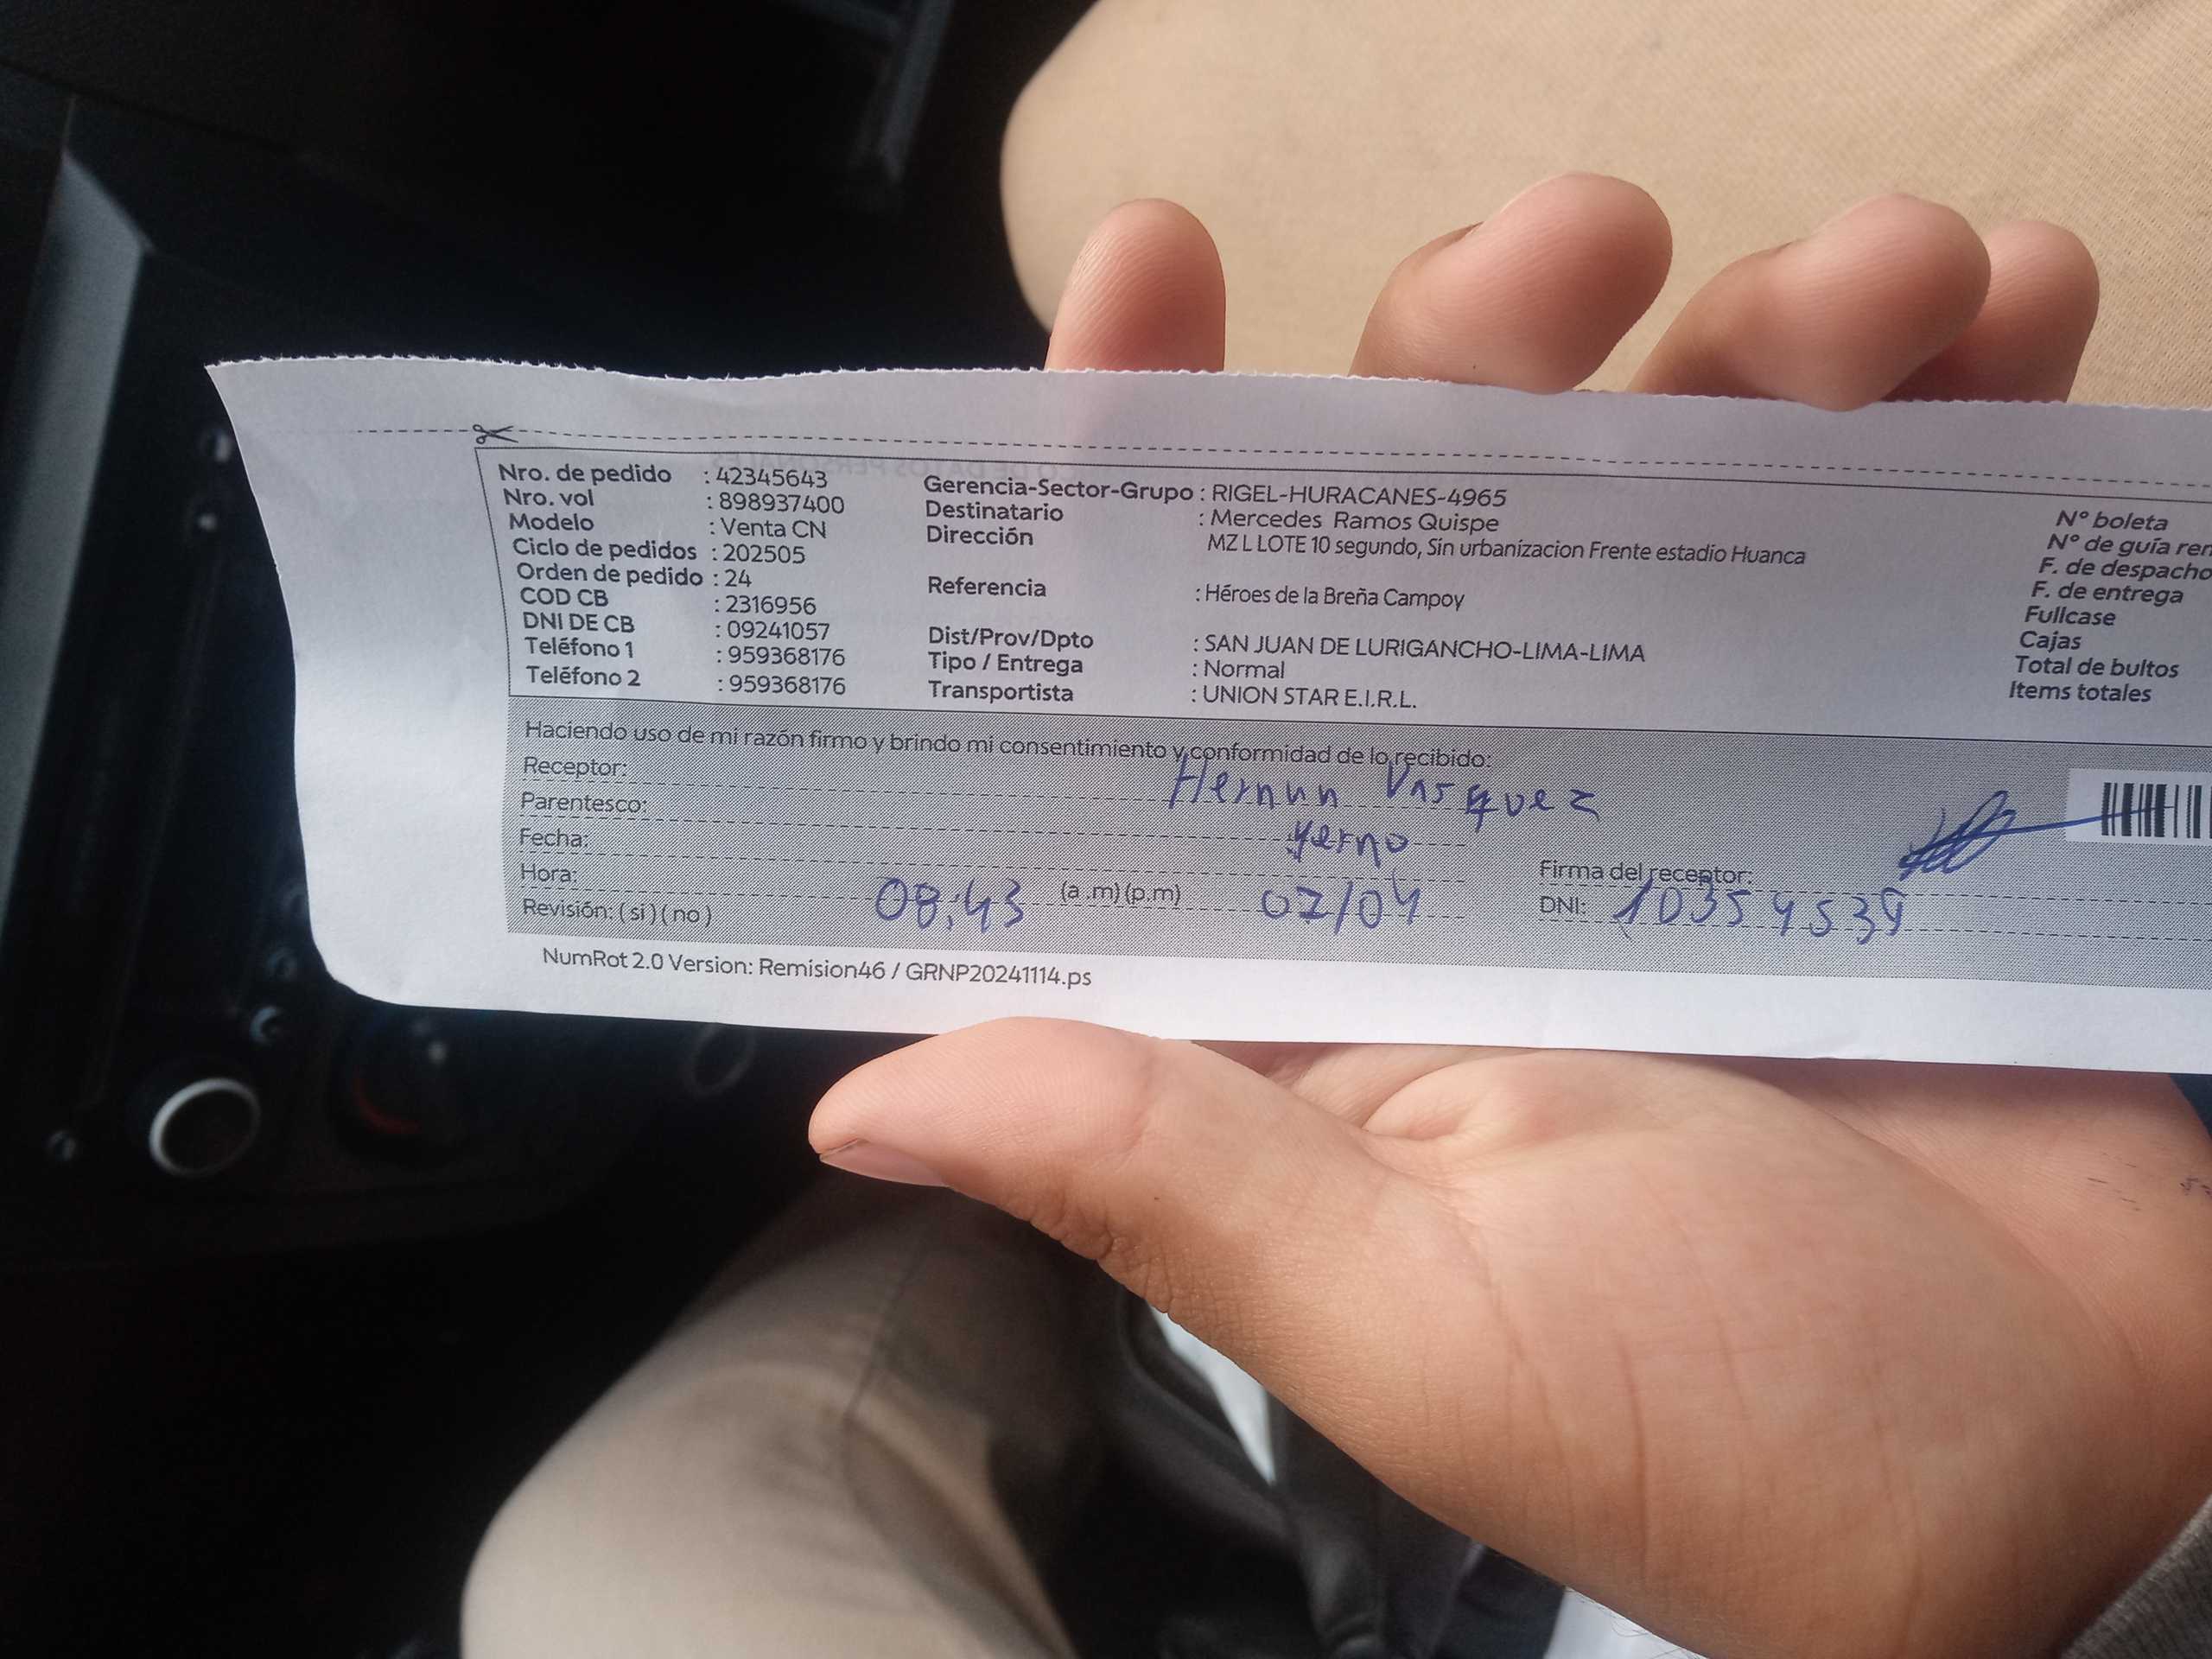 Nro. de pedido : 42345643
Nro. vol : 898937400
Modelo : Venta CN
Ciclo de pedidos : 202505
Orden de pedido : 24
COD CB : 2316956
DNI DE CB : 09241057
Teléfono 1 : 959368176
Teléfono 2 : 959368176
Gerencia-Sector-Grupo : RIGEL-HURACANES-4965
Destinatario : Mercedes Ramos Quispe
Dirección MZ L LOTE 10 segundo, Sin urbanizacion Frente estadio Huanca
Referencia : Héroes de la Breña Campoy
Dist/Prov/Dpto : SAN JUAN DE LURIGANCHO-LIMA-LIMA
Tipo / Entrega : Normal
Transportista : UNION STAR E.I.R.L.
N° boleta
N° de guía rem
F. de despacho
F. de entrega
Fullcase
Cajas
Total de bultos
Items totales
Haciendo uso de mi razón firmo y brindo mi consentimiento y conformidad de lo recibido:
Receptor: Hernan Vasquez
Parentesco: yerno
Fecha:
Hora: 08:43 (a .m) (p.m) 02/04
Revisión: ( si ) ( no )
Firma del receptor:
DNI: 10354539
NumRot 2.0 Version: Remision46 / GRNP20241114.ps